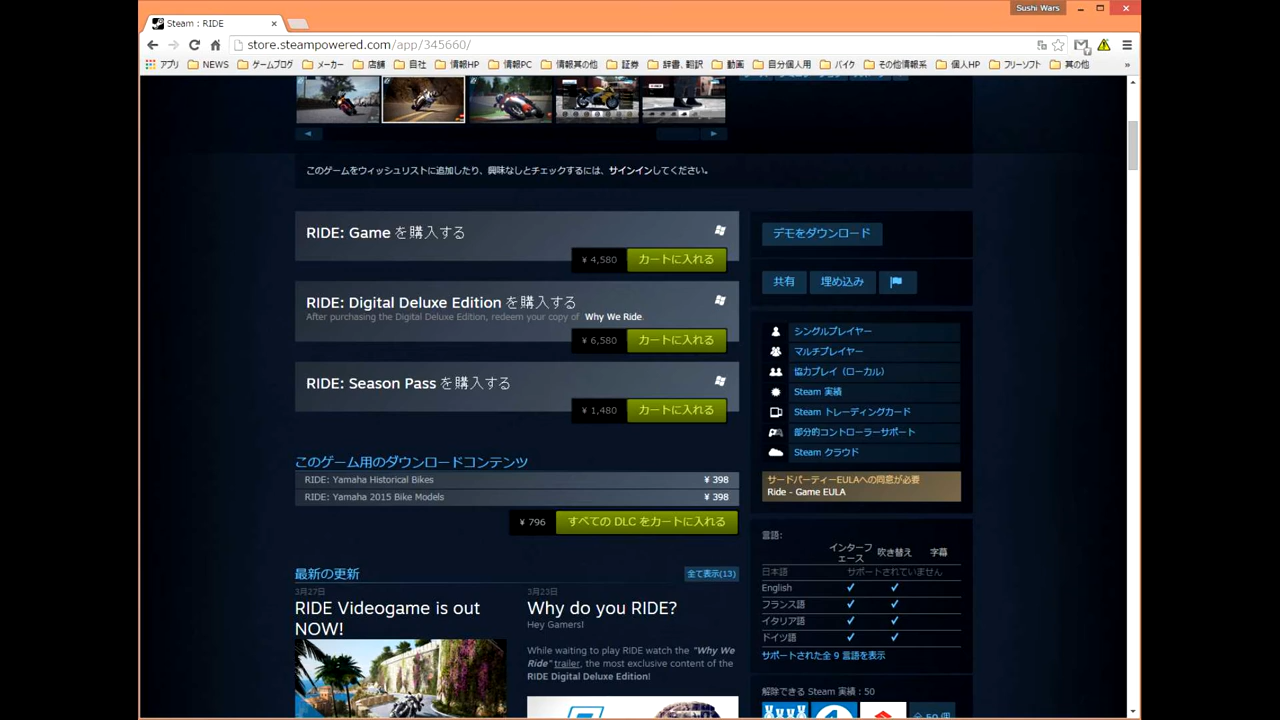 Sushi Wars
Steam : RIDE
store.steampowered.com/app/345660/
アプリ NEWS ゲームブログ メーカー 店舗 自社 情報HP 情報PC 情報其の他 証券 辞書、翻訳 動画 自分個人用 バイク その他情報系 個人HP フリーソフト 其の他 »
このゲームをウィッシュリストに追加したり、興味なしとチェックするには、サインインしてください。
RIDE: Game を購入する
¥ 4,580 カートに入れる
RIDE: Digital Deluxe Edition を購入する
After purchasing the Digital Deluxe Edition, redeem your copy of Why We Ride.
¥ 6,580 カートに入れる
RIDE: Season Pass を購入する
¥ 1,480 カートに入れる
このゲーム用のダウンロードコンテンツ
RIDE: Yamaha Historical Bikes ¥ 398
RIDE: Yamaha 2015 Bike Models ¥ 398
¥ 796 すべての DLC をカートに入れる
最新の更新 全て表示(13)
3月27日
RIDE Videogame is out
NOW!
3月23日
Why do you RIDE?
Hey Gamers!
While waiting to play RIDE watch the "Why We
Ride" trailer, the most exclusive content of the
RIDE Digital Deluxe Edition!
デモをダウンロード
共有 埋め込み
シングルプレイヤー
マルチプレイヤー
協力プレイ（ローカル）
Steam 実績
Steam トレーディングカード
部分的コントローラーサポート
Steam クラウド
サードパーティーEULAへの同意が必要
Ride - Game EULA
言語:
インターフ
ェース 吹き替え 字幕
日本語 サポートされていません
English ✓ ✓
フランス語 ✓ ✓
イタリア語 ✓ ✓
ドイツ語 ✓ ✓
サポートされた全 9 言語を表示
解除できる Steam 実績 : 50
全 50 個